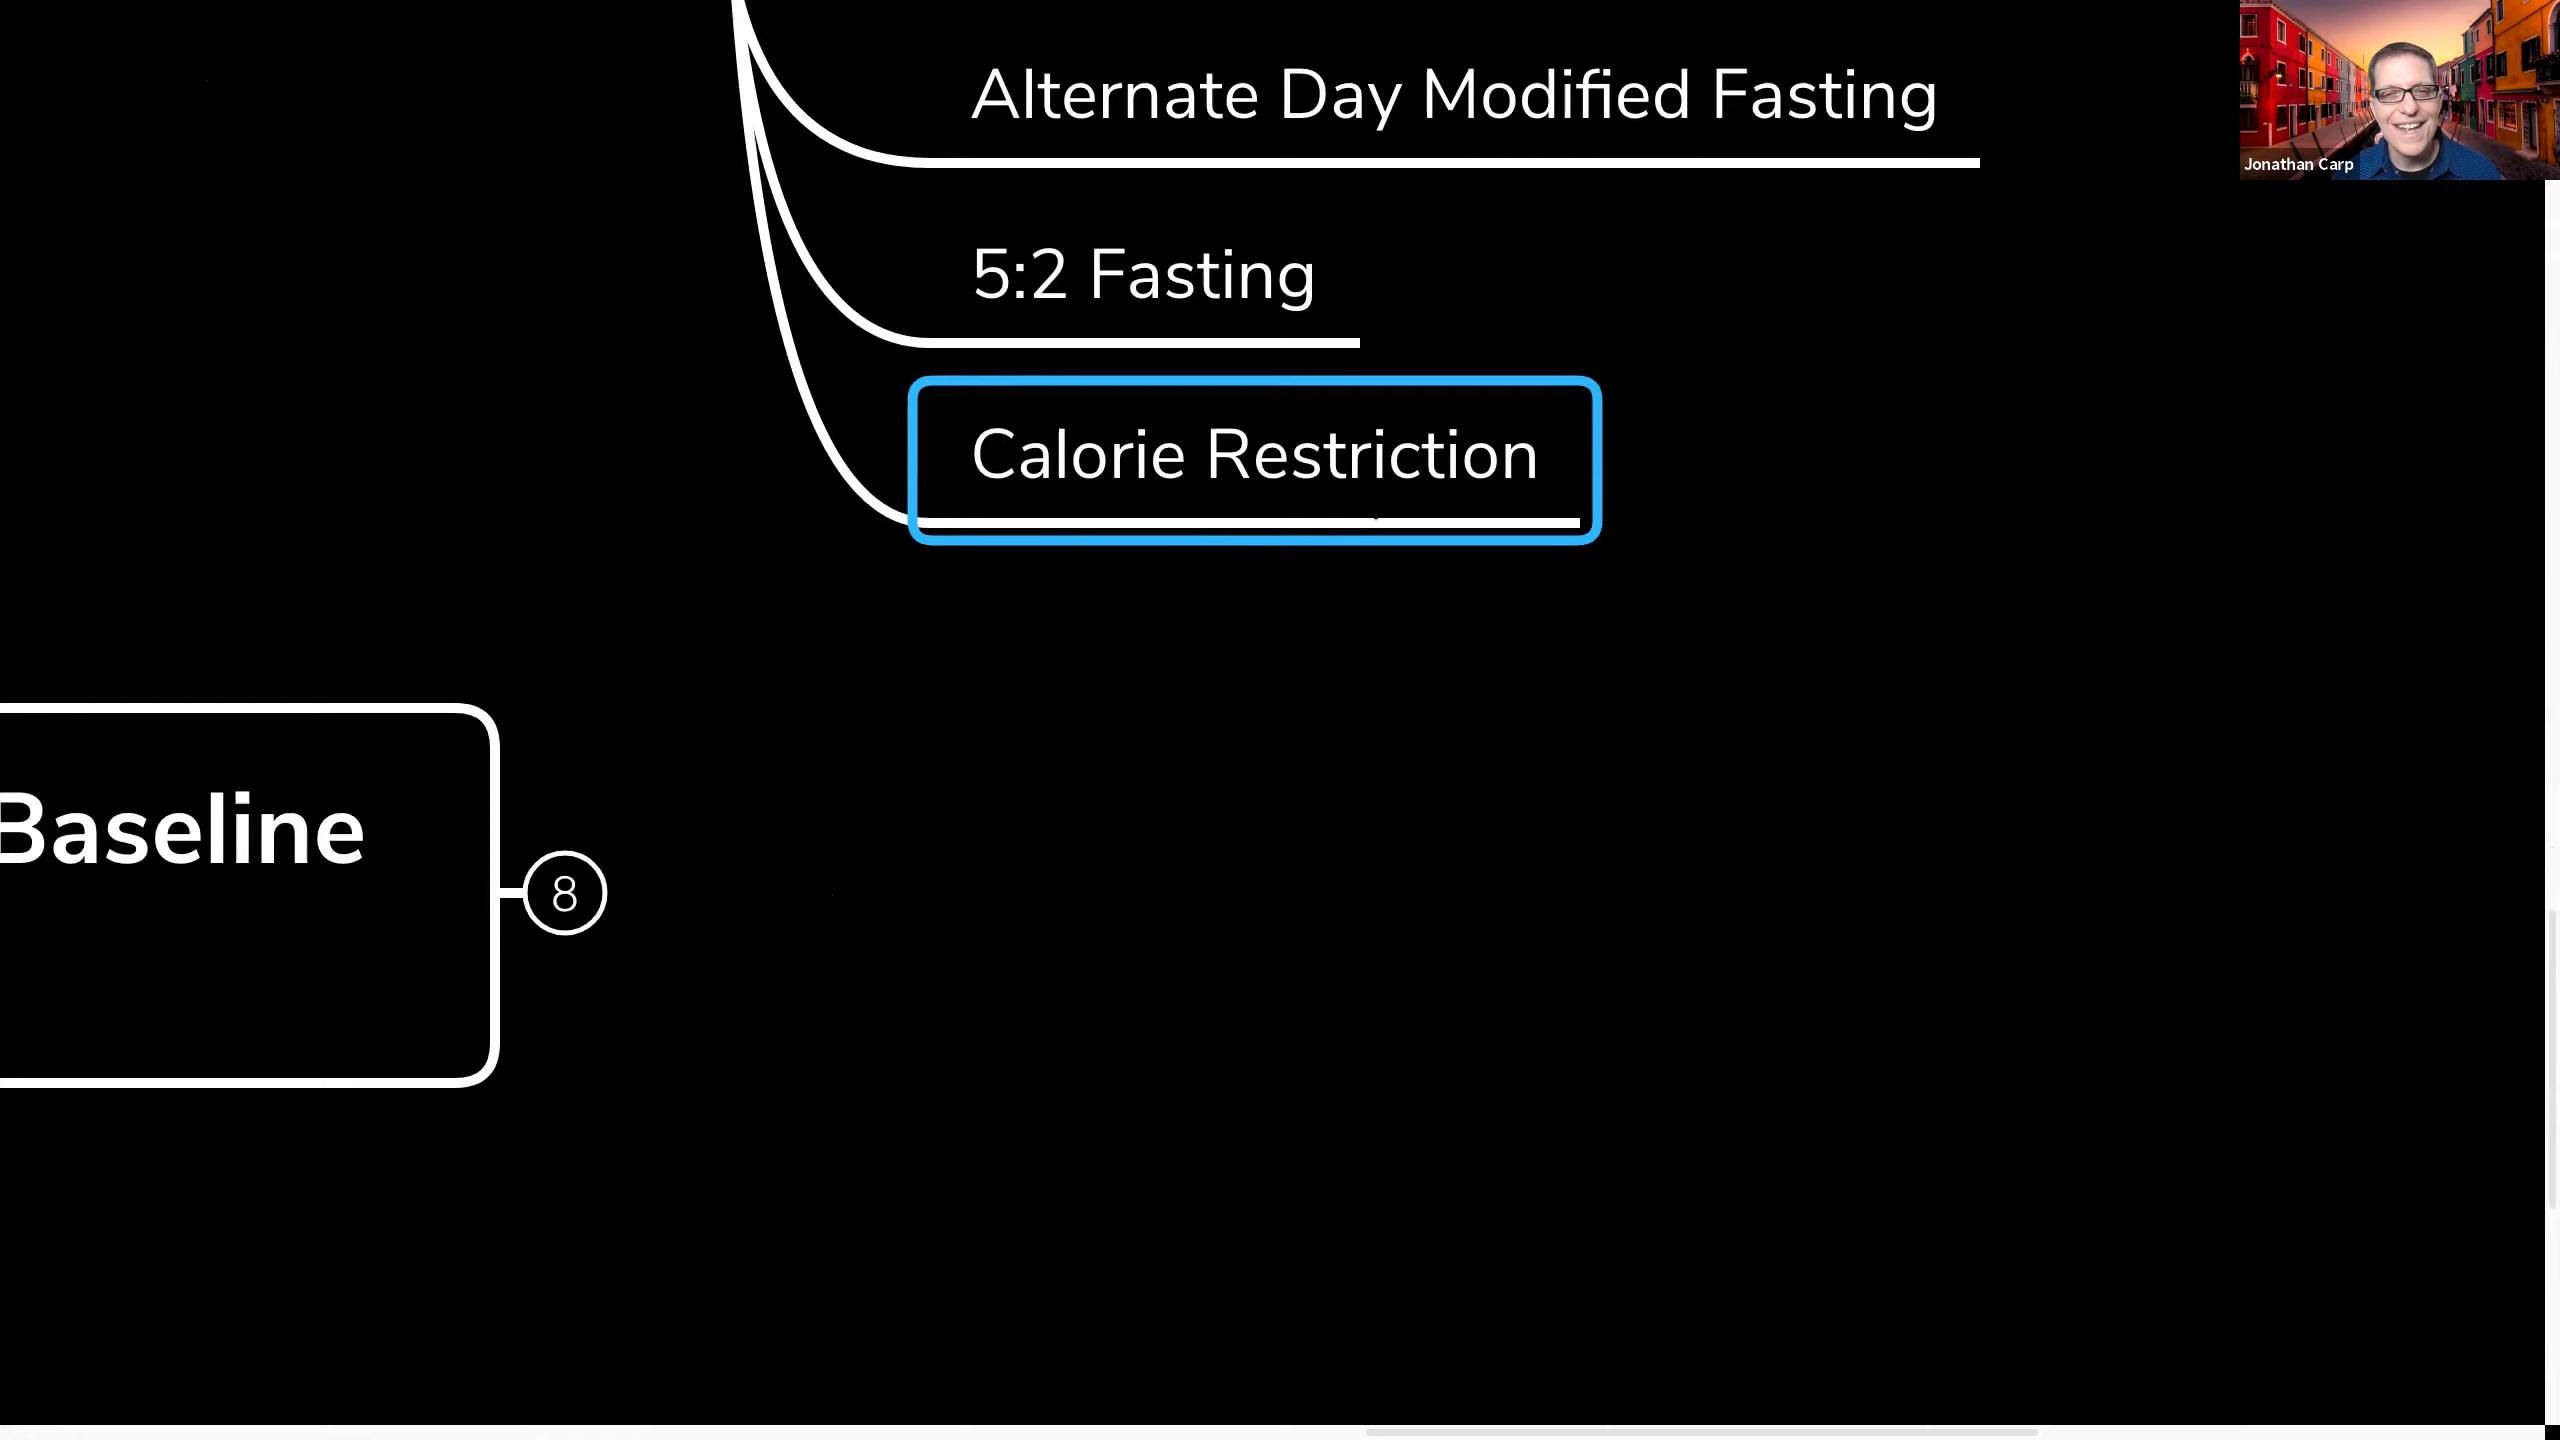 Alternate Day Modified Fasting
Jonathan Carp
5:2 Fasting
Calorie Restriction
Baseline
8